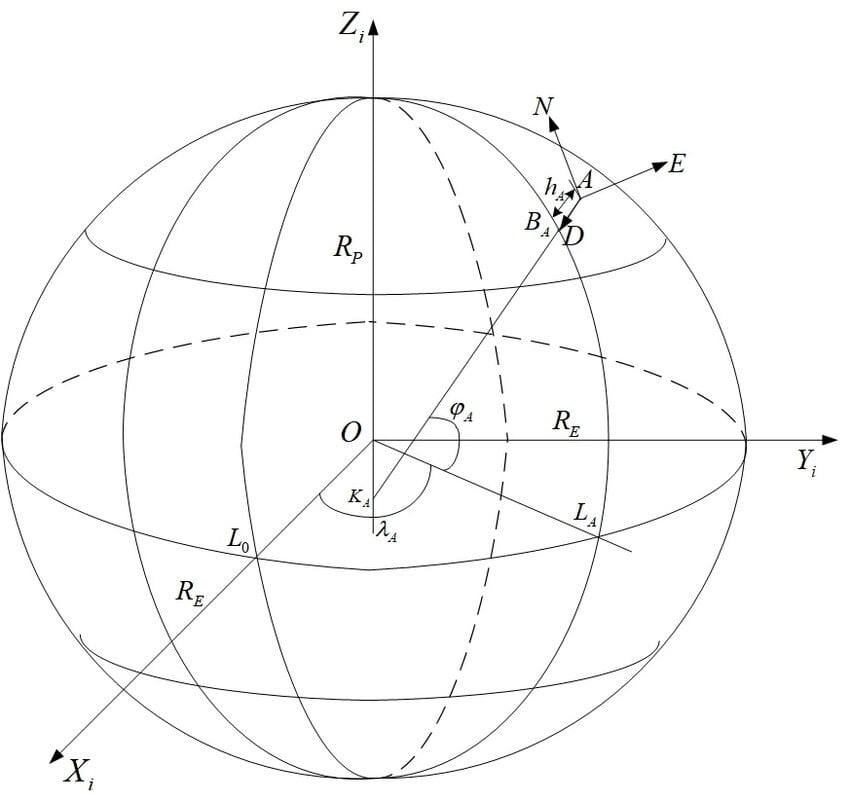 Z_i
N
E
A
h_A
B_A
D
R_P
φ_A
O
R_E
Y_i
K_A
L_A
λ_A
L_0
R_E
X_i